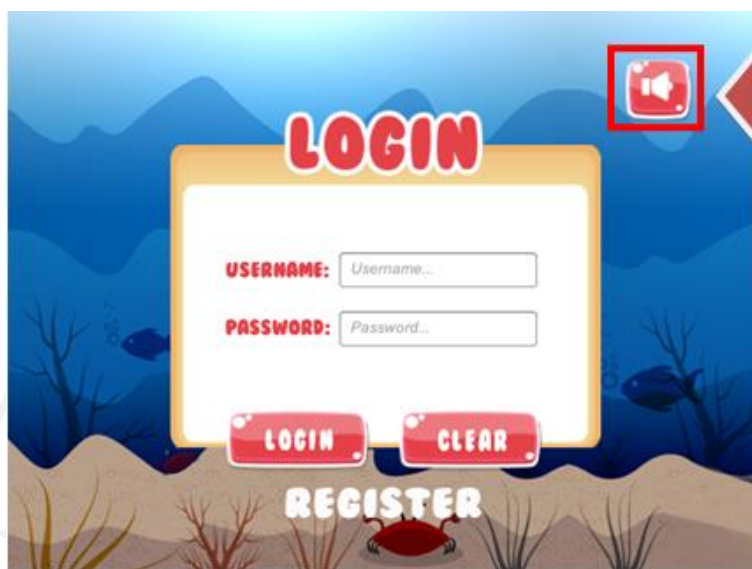 LOGIN
USERNAME: Username...
PASSWORD: Password...
LOGIN CLEAR
REGISTER